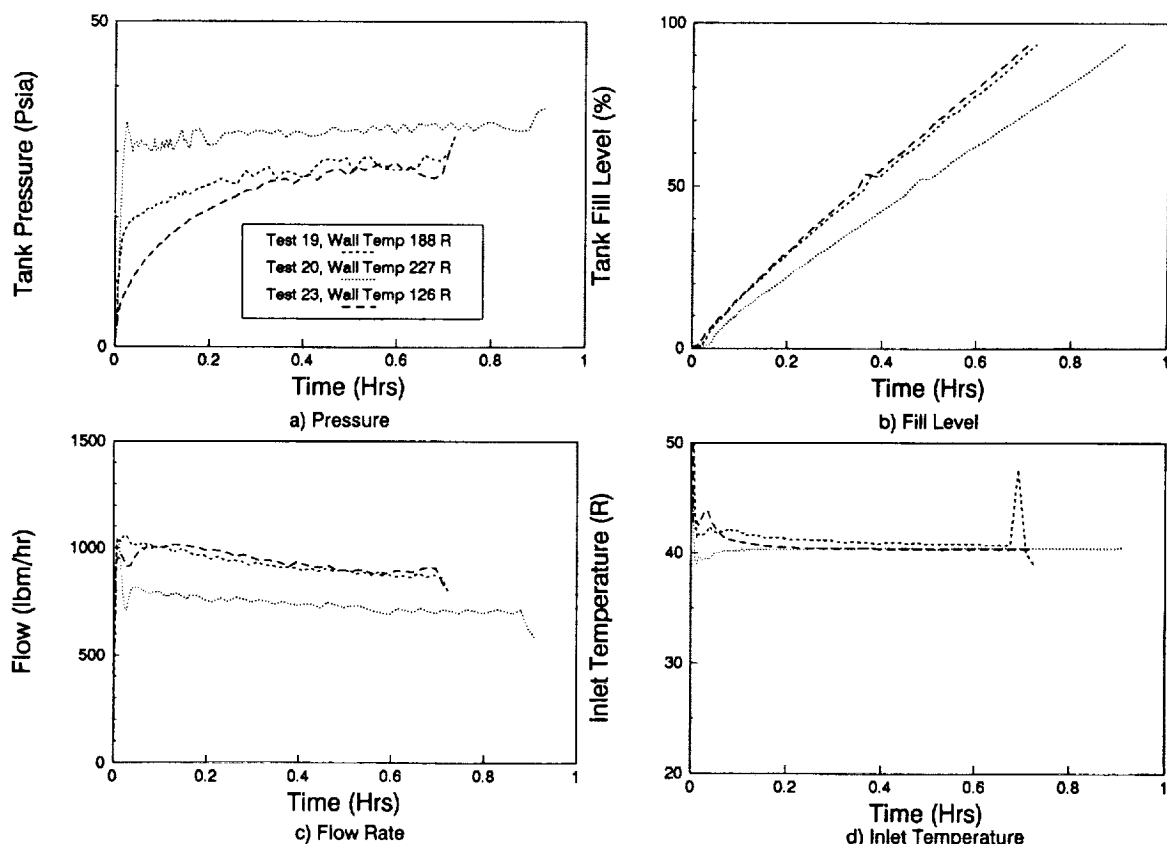 50
Tank Pressure (Psia)
Test 19, Wall Temp 188 R
Test 20, Wall Temp 227 R
Test 23, Wall Temp 126 R
0
0 0.2 0.4 0.6 0.8 1
Time (Hrs)
a) Pressure
100
Tank Fill Level (%)
50
0
0 0.2 0.4 0.6 0.8 1
Time (Hrs)
b) Fill Level
1500
Flow (lbm/hr)
1000
500
0
0 0.2 0.4 0.6 0.8 1
Time (Hrs)
c) Flow Rate
50
Inlet Temperature (R)
40
30
20
0 0.2 0.4 0.6 0.8 1
Time (Hrs)
d) Inlet Temperature